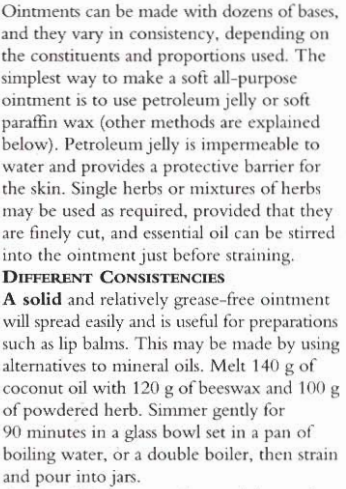 Ointments can be made with dozens of bases,
and they vary in consistency, depending on
the constituents and proportions used. The
simplest way to make a soft all-purpose
ointment is to use petroleum jelly or soft
paraffin wax (other methods are explained
below). Petroleum jelly is impermeable to
water and provides a protective barrier for
the skin. Single herbs or mixtures of herbs
may be used as required, provided that they
are finely cut, and essential oil can be stirred
into the ointment just before straining.
DIFFERENT CONSISTENCIES
A solid and relatively grease-free ointment
will spread easily and is useful for preparations
such as lip balms. This may be made by using
alternatives to mineral oils. Melt 140 g of
coconut oil with 120 g of beeswax and 100 g
of powdered herb. Simmer gently for
90 minutes in a glass bowl set in a pan of
boiling water, or a double boiler, then strain
and pour into jars.